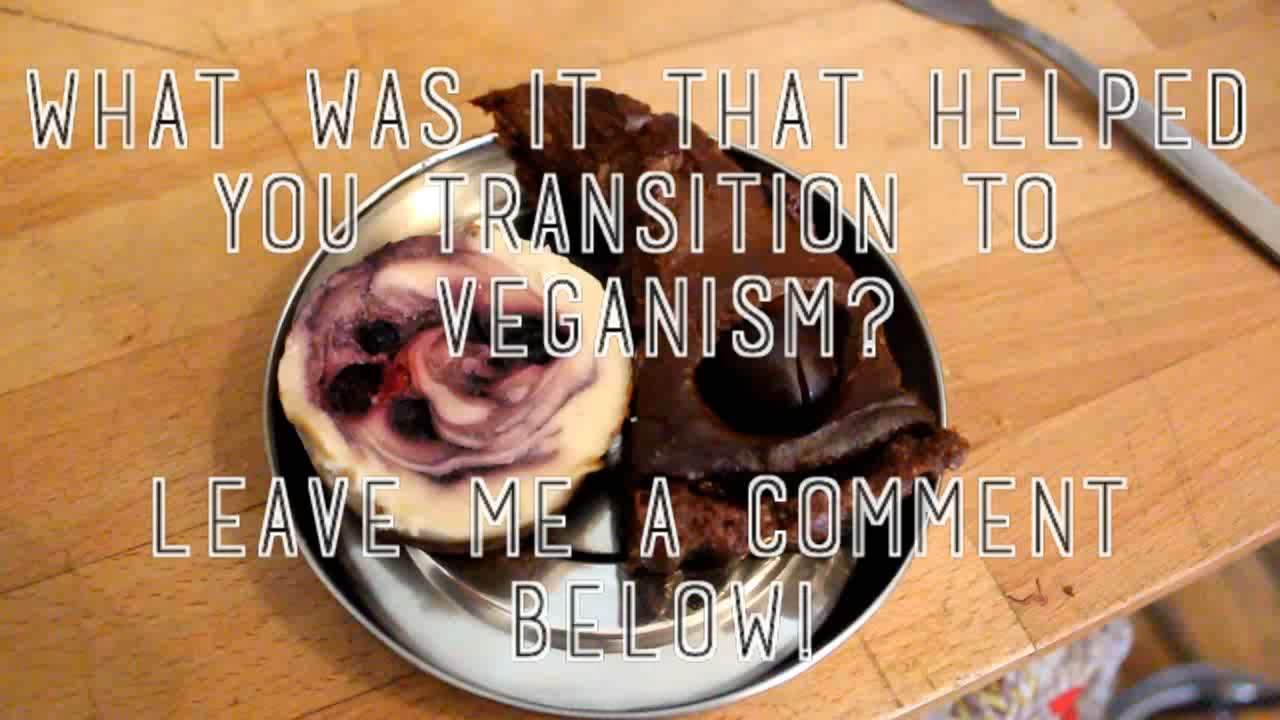 WHAT WAS IT THAT HELPED
YOU TRANSITION TO
VEGANISM?
LEAVE ME A COMMENT
BELOW!